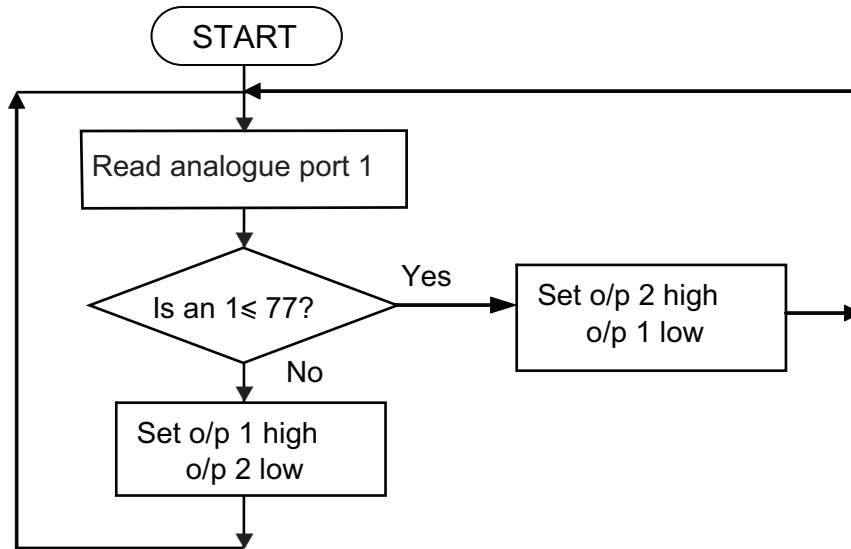 START
Read analogue port 1
Is an 1⩽ 77?
Yes
Set o/p 2 high
o/p 1 low
No
Set o/p 1 high
o/p 2 low